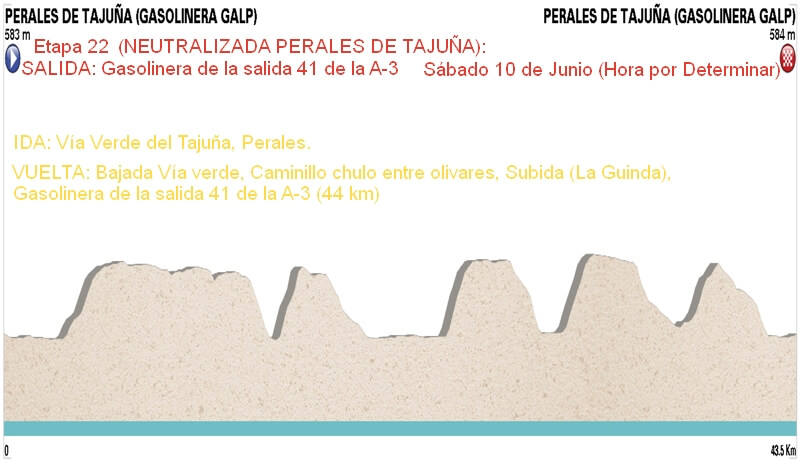 PERALES DE TAJUÑA (GASOLINERA GALP)
PERALES DE TAJUÑA (GASOLINERA GALP)
583 m
584 m
Etapa 22 (NEUTRALIZADA PERALES DE TAJUÑA):
SALIDA: Gasolinera de la salida 41 de la A-3 Sábado 10 de Junio (Hora por Determinar)
IDA: Vía Verde del Tajuña, Perales.
VUELTA: Bajada Vía verde, Caminillo chulo entre olivares, Subida (La Guinda),
Gasolinera de la salida 41 de la A-3 (44 km)
0
43.5 Km